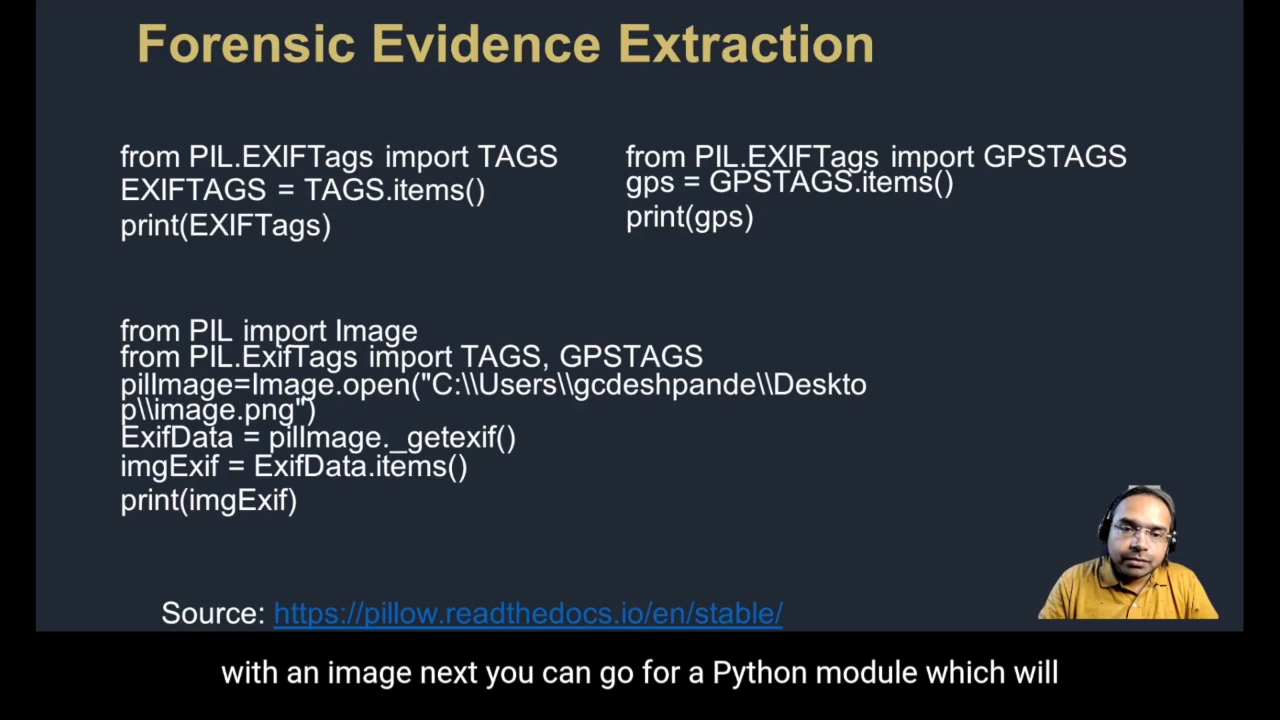 Forensic Evidence Extraction
from PIL.EXIFTags import TAGS
EXIFTAGS = TAGS.items()
print(EXIFTags)
from PIL.EXIFTags import GPSTAGS
gps = GPSTAGS.items()
print(gps)
from PIL import Image
from PIL.ExifTags import TAGS, GPSTAGS
pilImage=Image.open("C:\\Users\\gcdeshpande\\Deskto
p\\image.png")
ExifData = pilImage._getexif()
imgExif = ExifData.items()
print(imgExif)
Source: https://pillow.readthedocs.io/en/stable/
with an image next you can go for a Python module which will